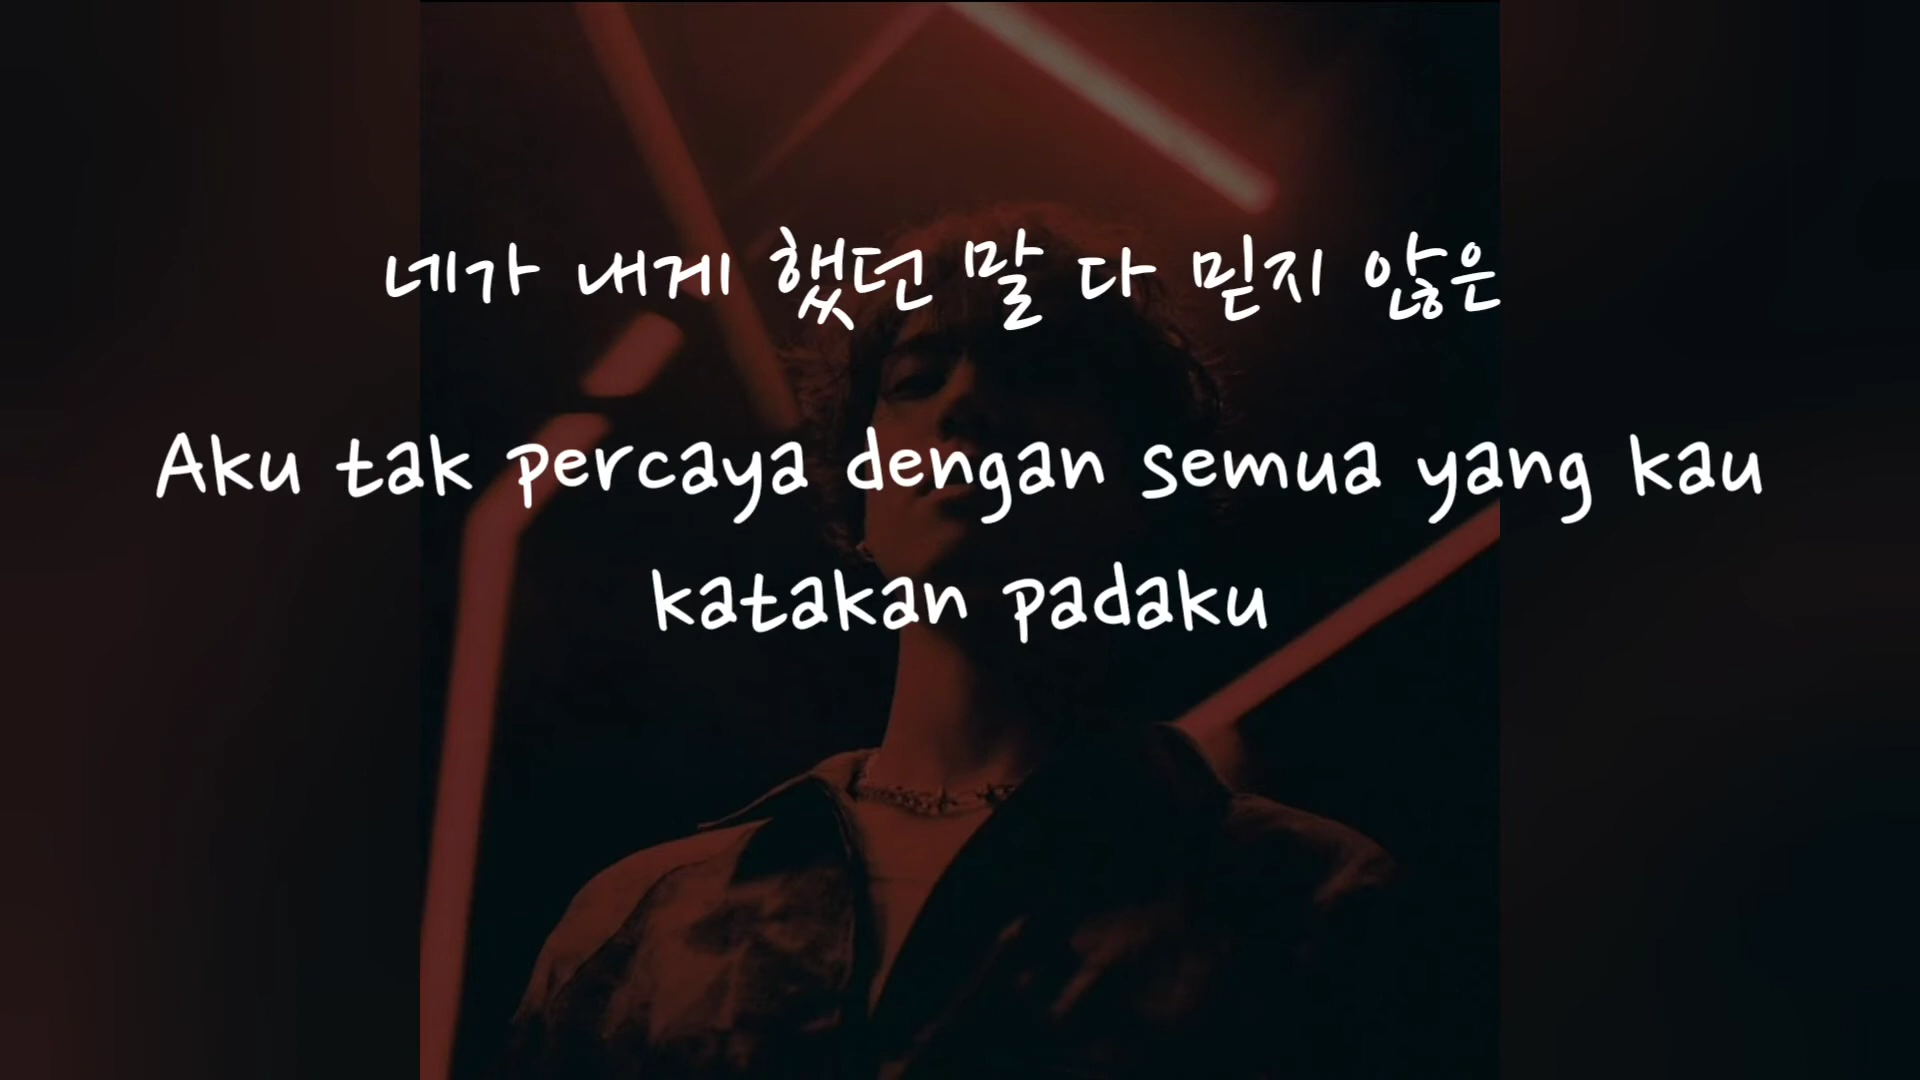 네가 내게 했던 말 다 믿지 않은
Aku tak percaya dengan semua yang kau
katakan padaku